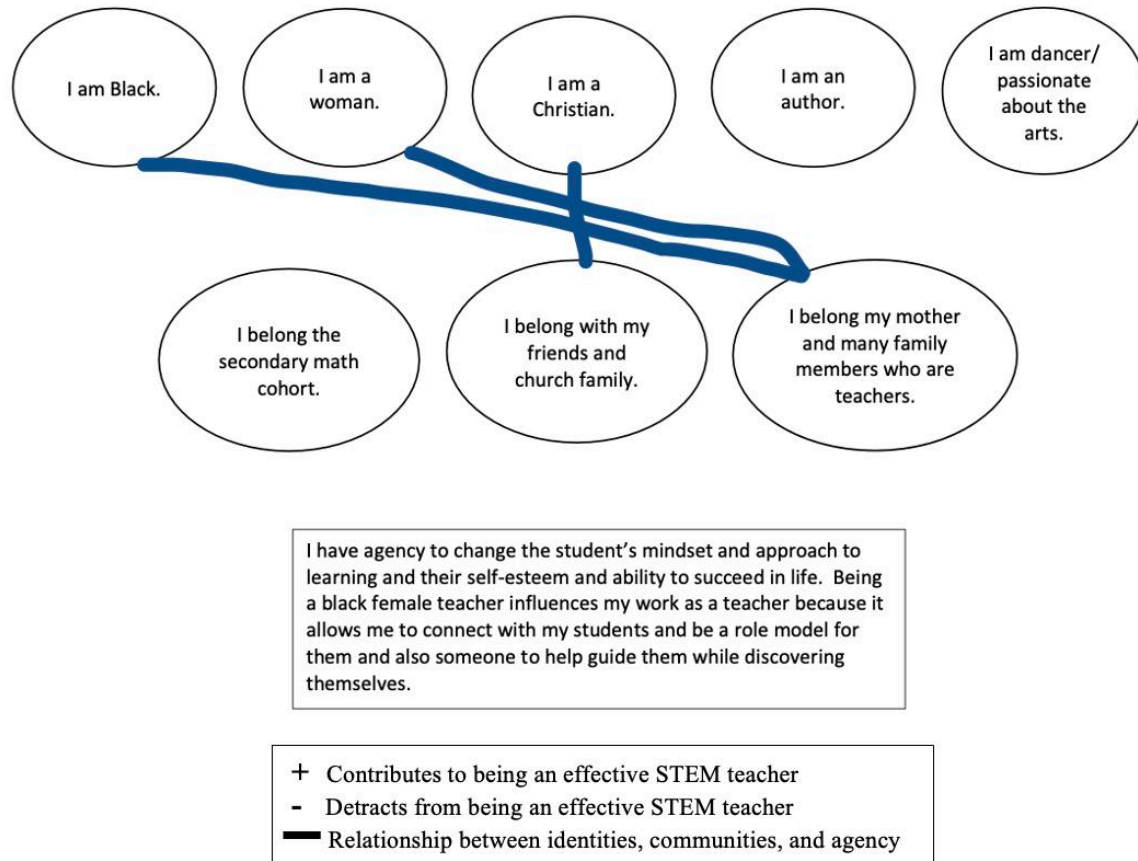 I am Black.
I am a
woman.
I am a
Christian.
I am an
author.
I am dancer/
passionate
about the
arts.
I belong the
secondary math
cohort.
I belong with my
friends and
church family.
I belong my mother
and many family
members who are
teachers.
I have agency to change the student’s mindset and approach to
learning and their self-esteem and ability to succeed in life.  Being
a black female teacher influences my work as a teacher because it
allows me to connect with my students and be a role model for
them and also someone to help guide them while discovering
themselves.
+ Contributes to being an effective STEM teacher
- Detracts from being an effective STEM teacher
Relationship between identities, communities, and agency